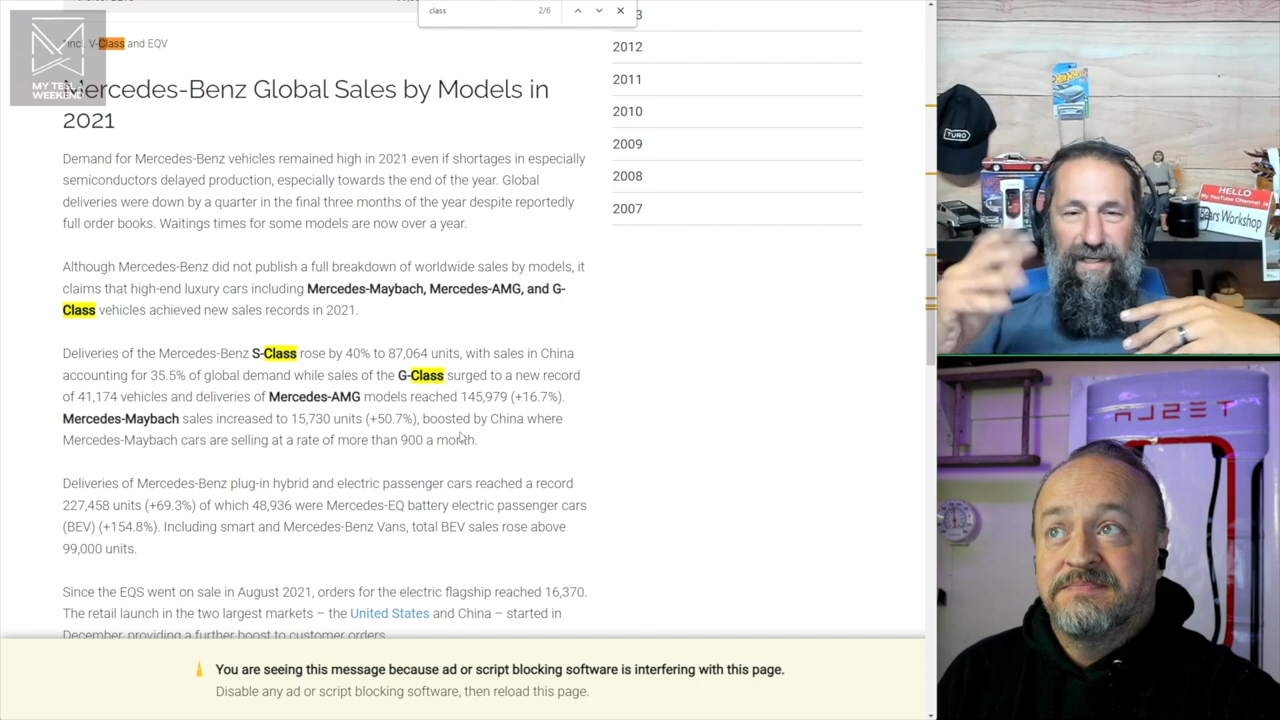 class
2/6
*incl. V-Class and EQV
MY TESLA
WEEKEND
Mercedes-Benz Global Sales by Models in
2021
Demand for Mercedes-Benz vehicles remained high in 2021 even if shortages in especially
semiconductors delayed production, especially towards the end of the year. Global
deliveries were down by a quarter in the final three months of the year despite reportedly
full order books. Waitings times for some models are now over a year.
Although Mercedes-Benz did not publish a full breakdown of worldwide sales by models, it
claims that high-end luxury cars including Mercedes-Maybach, Mercedes-AMG, and G-
Class vehicles achieved new sales records in 2021.
Deliveries of the Mercedes-Benz S-Class rose by 40% to 87,064 units, with sales in China
accounting for 35.5% of global demand while sales of the G-Class surged to a new record
of 41,174 vehicles and deliveries of Mercedes-AMG models reached 145,979 (+16.7%).
Mercedes-Maybach sales increased to 15,730 units (+50.7%), boosted by China where
Mercedes-Maybach cars are selling at a rate of more than 900 a month.
Deliveries of Mercedes-Benz plug-in hybrid and electric passenger cars reached a record
227,458 units (+69.3%) of which 48,936 were Mercedes-EQ battery electric passenger cars
(BEV) (+154.8%). Including smart and Mercedes-Benz Vans, total BEV sales rose above
99,000 units.
Since the EQS went on sale in August 2021, orders for the electric flagship reached 16,370.
The retail launch in the two largest markets – the United States and China – started in
December, providing a further boost to customer orders.
3
2012
2011
2010
2009
2008
2007
You are seeing this message because ad or script blocking software is interfering with this page.
Disable any ad or script blocking software, then reload this page.
TURO
HELLO
My YouTube Channel is
Bears Workshop
TESLA